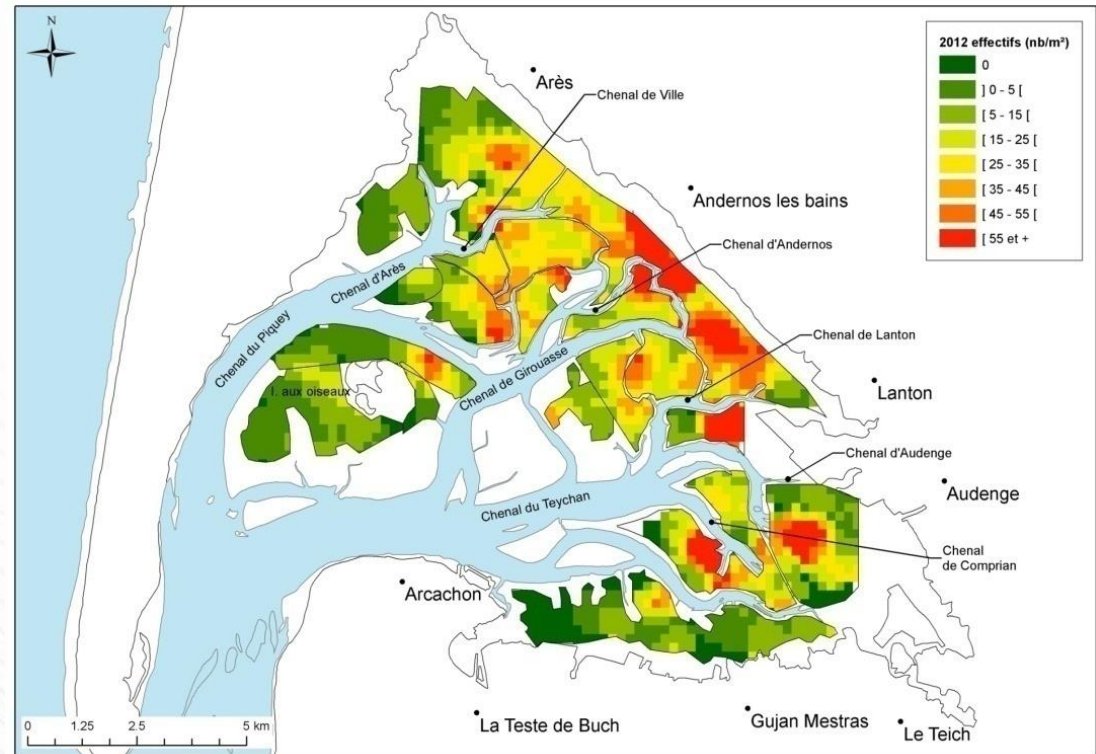 N
2012 effectifs (nb/m²)
0
] 0 - 5 [
[ 5 - 15 [
[ 15 - 25 [
[ 25 - 35 [
[ 35 - 45 [
[ 45 - 55 [
[ 55 et +
Arès
Chenal de Ville
Andernos les bains
Chenal d'Andernos
Chenal d'Arès
Chenal du Piquey
Chenal de Lanton
Chenal de Girouasse
I. aux oiseaux
Lanton
Chenal d'Audenge
Audenge
Chenal du Teychan
Chenal
de Comprian
Arcachon
La Teste de Buch
Gujan Mestras
Le Teich
0 1.25 2.5 5 km